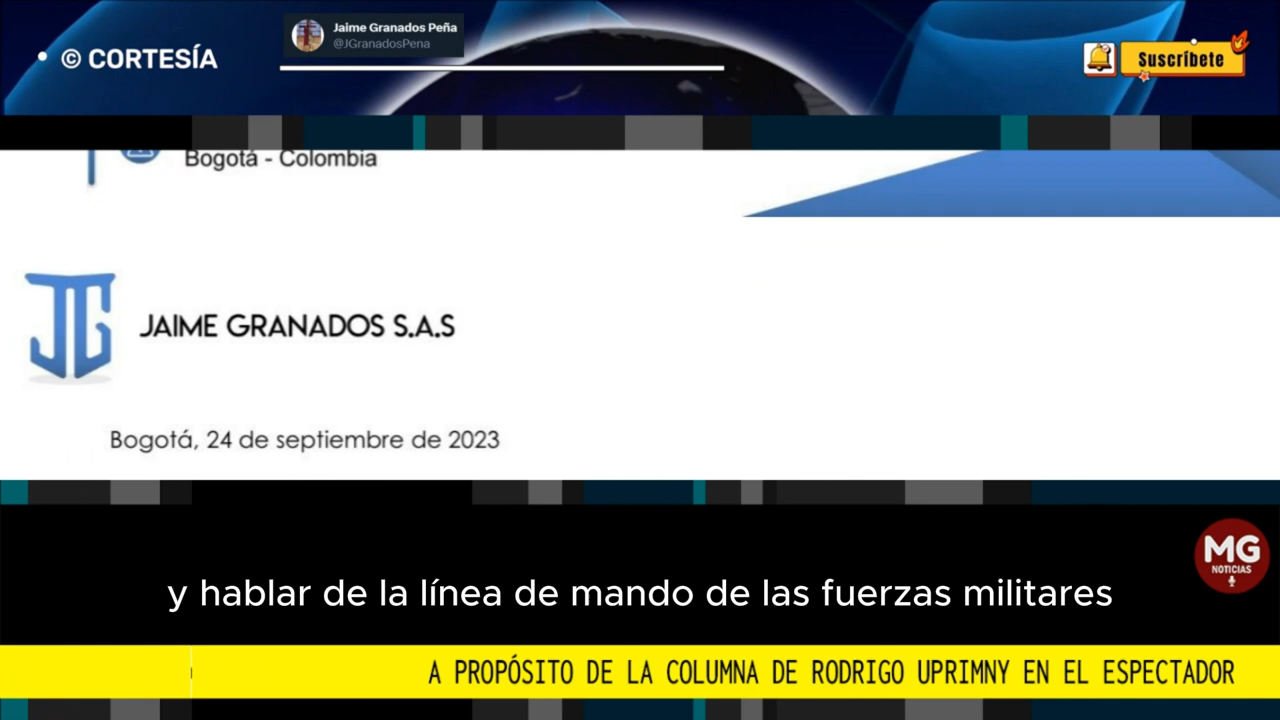 © CORTESÍA
Jaime Granados Peña
@JGranadosPena
Suscríbete
Bogotá - Colombia
JG
JAIME GRANADOS S.A.S
Bogotá, 24 de septiembre de 2023
MG
NOTICIAS
y hablar de la línea de mando de las fuerzas militares
A PROPÓSITO DE LA COLUMNA DE RODRIGO UPRIMNY EN EL ESPECTADOR